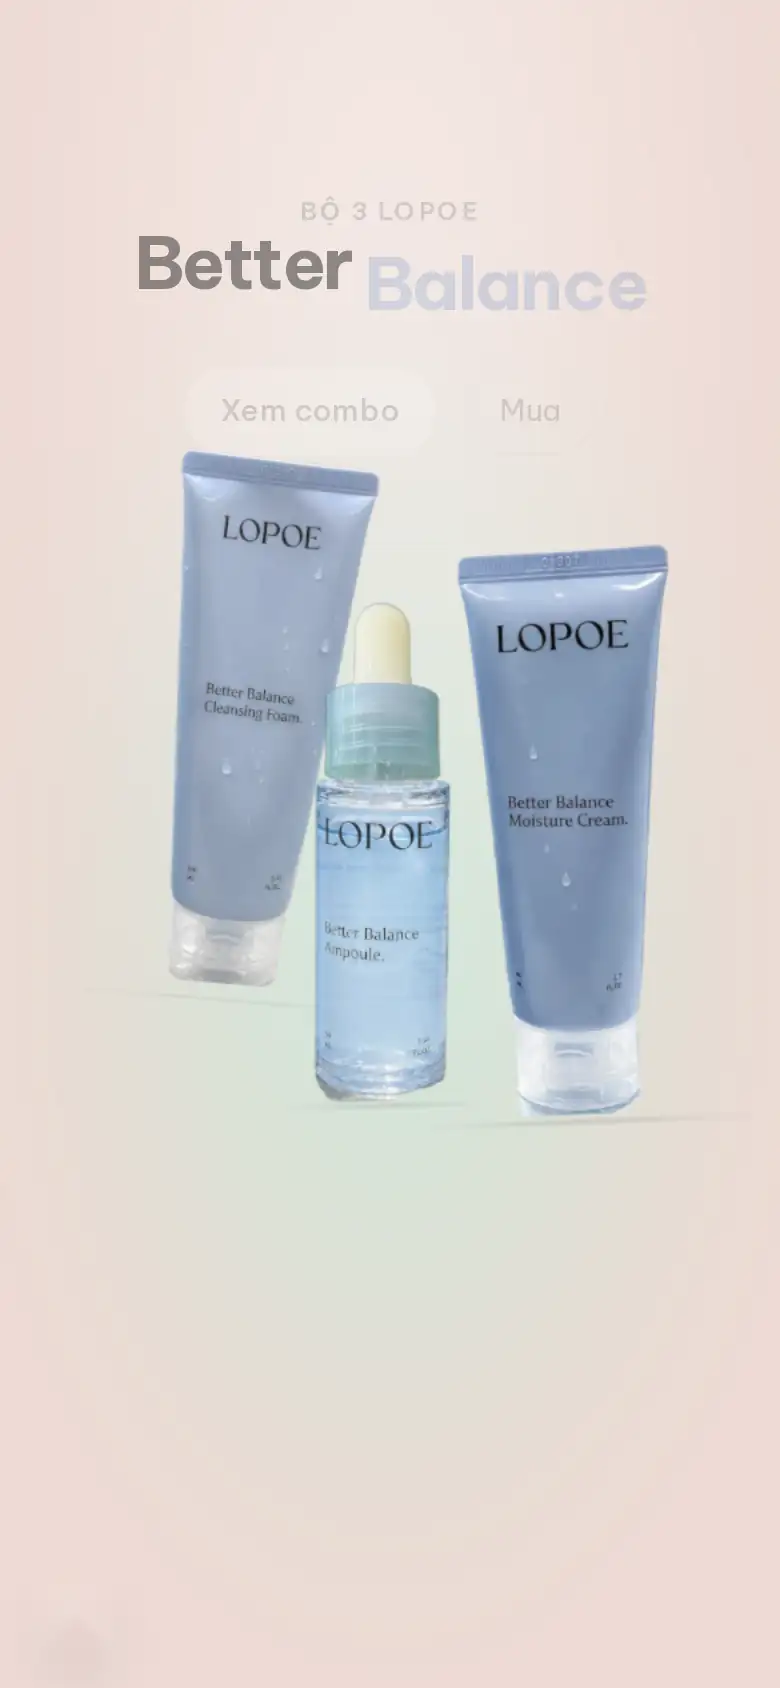 BỘ 3 LOPOE
Better Balance
Xem combo
Mua
LOPOE
Better Balance
Cleansing Foam.
LOPOE
Better Balance
Ampoule.
LOPOE
Better Balance
Moisture Cream.